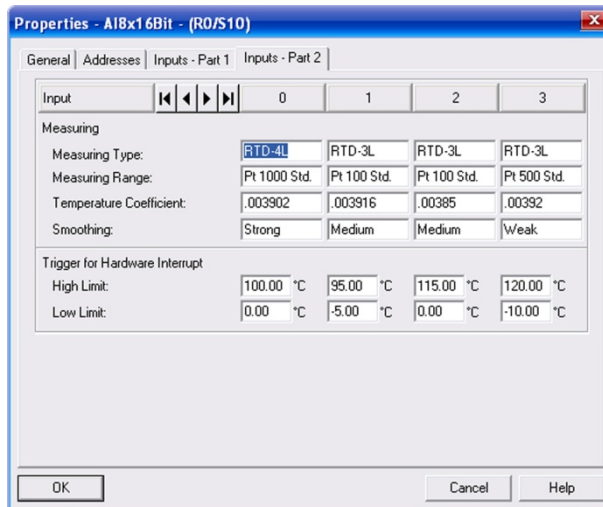 Properties - AI8x16Bit - (R0/S10)
General Addresses Inputs - Part 1 Inputs - Part 2
Input 0 1 2 3
Measuring
Measuring Type: RTD-4L RTD-3L RTD-3L RTD-3L
Measuring Range: Pt 1000 Std. Pt 100 Std. Pt 100 Std. Pt 500 Std.
Temperature Coefficient: .003902 .003916 .00385 .00392
Smoothing: Strong Medium Medium Weak
Trigger for Hardware Interrupt
High Limit: 100.00 °C 95.00 °C 115.00 °C 120.00 °C
Low Limit: 0.00 °C -5.00 °C 0.00 °C -10.00 °C
OK Cancel Help